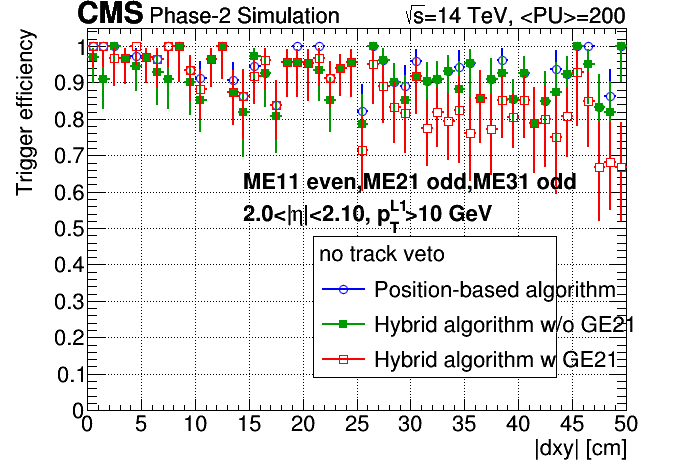 CMS Phase-2 Simulation √s=14 TeV, <PU>=200
Trigger efficiency
1
0.9
0.8
0.7
0.6
0.5
0.4
0.3
0.2
0.1
0
ME11 even,ME21 odd,ME31 odd
2.0<|η|<2.10, p_T^L1>10 GeV
no track veto
Position-based algorithm
Hybrid algorithm w/o GE21
Hybrid algorithm w GE21
0 5 10 15 20 25 30 35 40 45 50
|dxy| [cm]